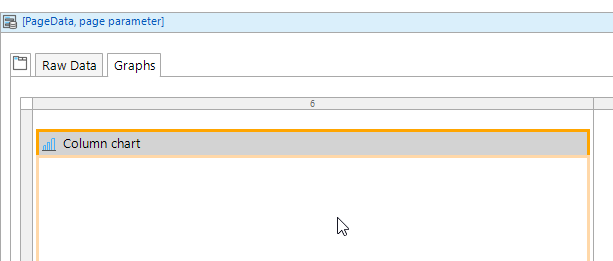 [PageData, page parameter]
Raw Data Graphs
6
Column chart